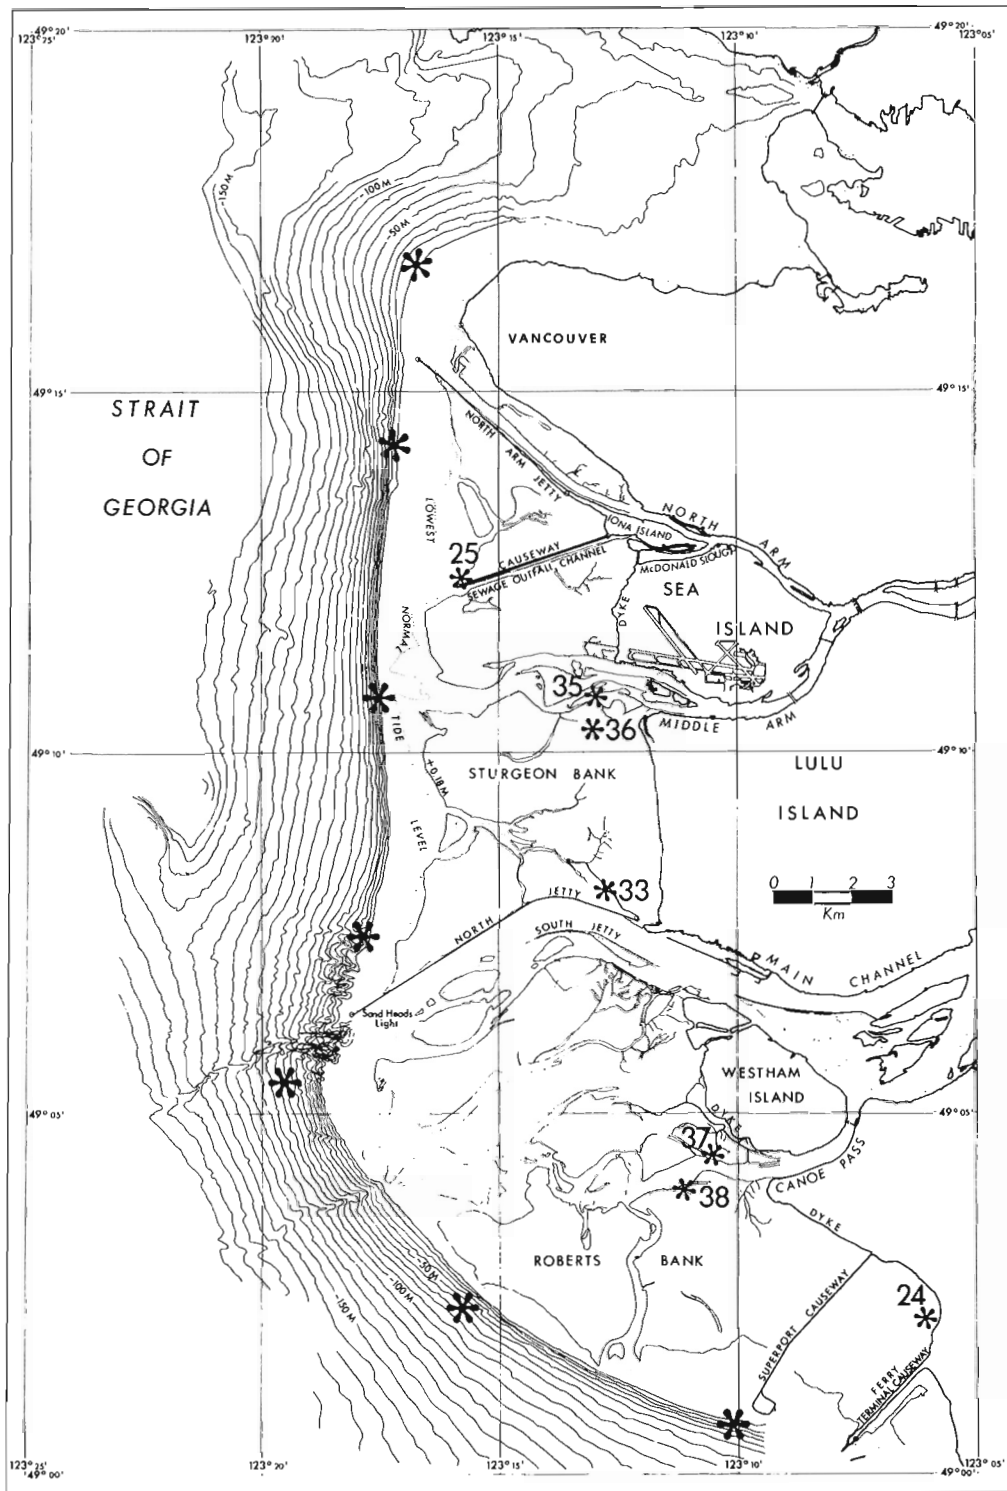 49°20'
49°20'
123°25'
123°20'
123°15'
123°10'
123°05'
-150M
-100M
-50M
VANCOUVER
49°15'
49°15'
STRAIT
OF
GEORGIA
NORTH ARM JETTY
NORTH ARM
LOWEST
IONA ISLAND
25
CAUSEWAY
SEWAGE OUTFALL CHANNEL
McDONALD SLOUGH
SEA
ISLAND
DYKE
NORMAL
35
36
TIDE
MIDDLE ARM
49°10'
49°10'
+0.18M
STURGEON BANK
LULU
ISLAND
LEVEL
0 1 2 3
Km
33
NORTH JETTY
SOUTH JETTY
MAIN CHANNEL
Sand Heads
Light
WESTHAM
ISLAND
49°05'
49°05'
DYKE
37
CANOE PASS
38
DYKE
ROBERTS BANK
-50M
-100M
-150M
SUPERPORT CAUSEWAY
24
FERRY
TERMINAL CAUSEWAY
123°25'
123°20'
123°15'
123°10'
123°05'
49°00'
49°00'